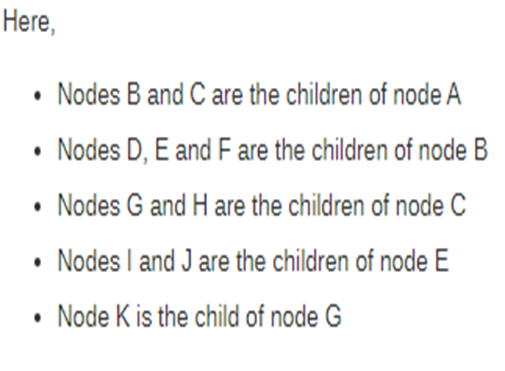 Here,
• Nodes B and C are the children of node A
• Nodes D, E and F are the children of node B
• Nodes G and H are the children of node C
• Nodes I and J are the children of node E
• Node K is the child of node G